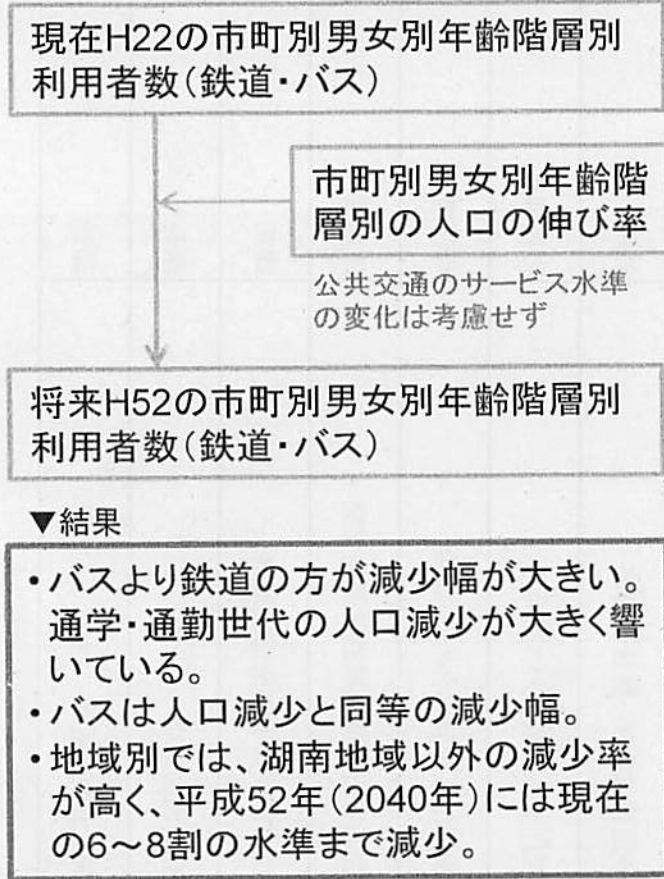 現在H22の市町別男女別年齢階層別
利用者数(鉄道・バス)
市町別男女別年齢階
層別の人口の伸び率
公共交通のサービス水準
の変化は考慮せず
将来H52の市町別男女別年齢階層別
利用者数(鉄道・バス)
▼結果
・バスより鉄道の方が減少幅が大きい。
通学・通勤世代の人口減少が大きく響
いている。
・バスは人口減少と同等の減少幅。
・地域別では、湖南地域以外の減少率
が高く、平成52年(2040年)には現在
の6～8割の水準まで減少。